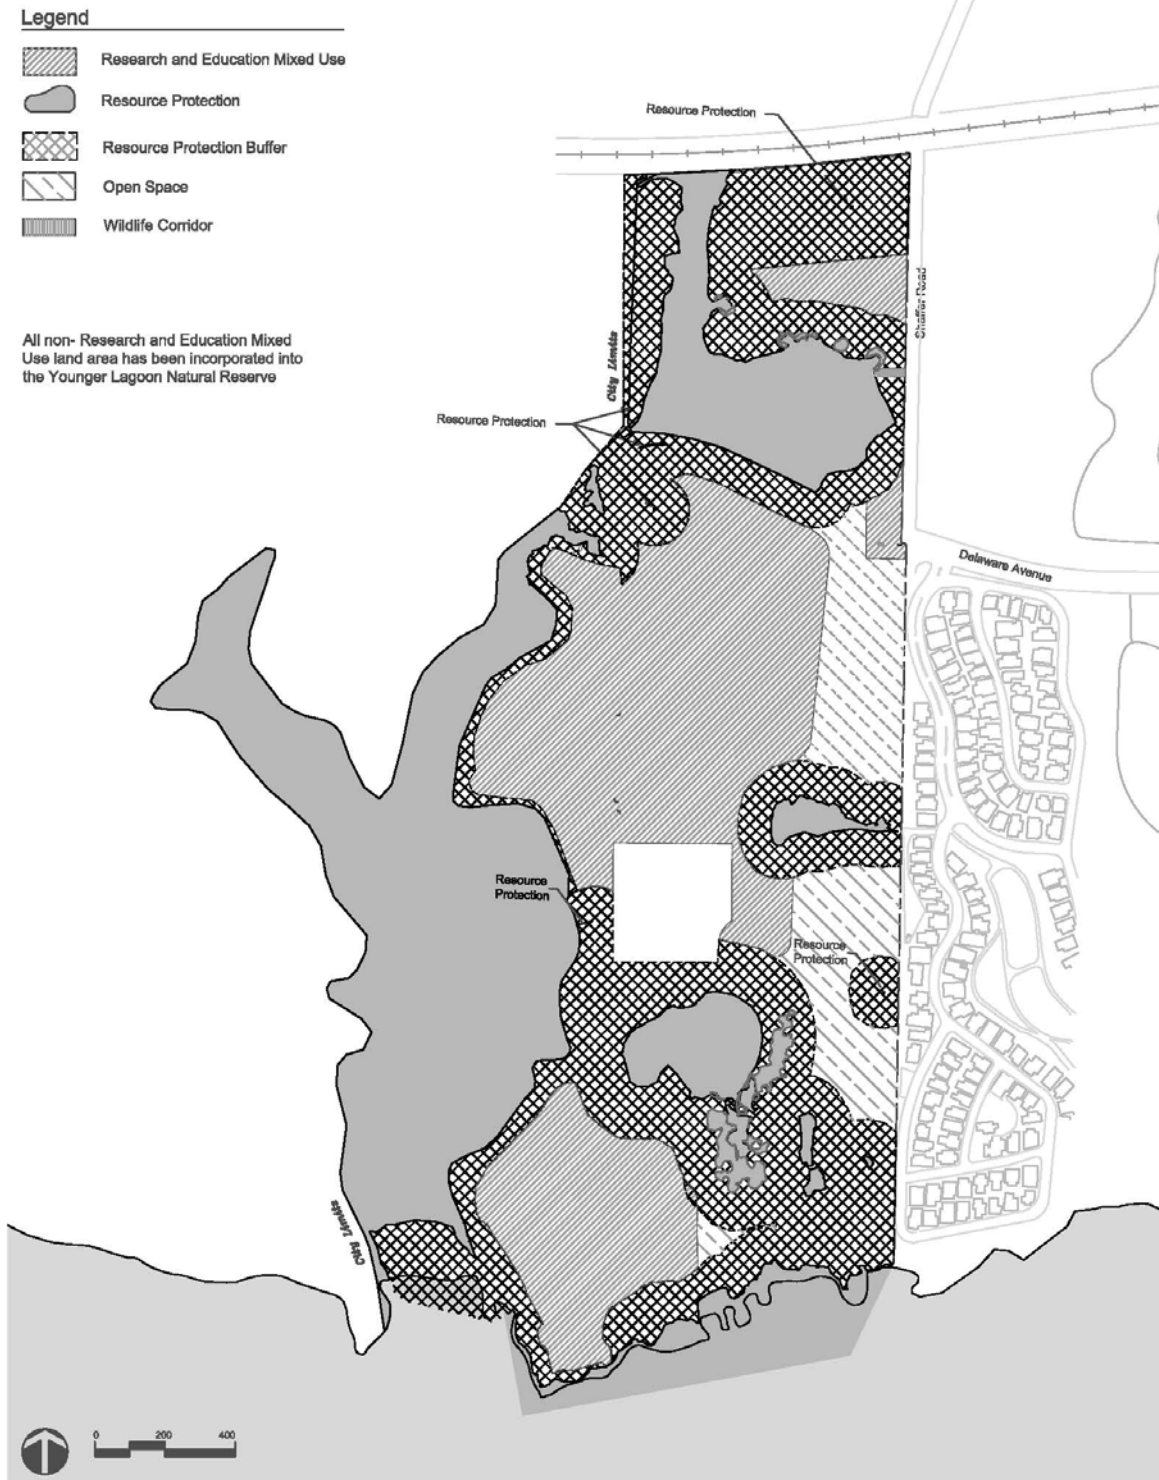 Legend
Research and Education Mixed Use
Resource Protection
Resource Protection Buffer
Open Space
Wildlife Corridor
All non- Research and Education Mixed
Use land area has been incorporated into
the Younger Lagoon Natural Reserve
Resource Protection
Shaffer Road
City Limits
Resource Protection
Delaware Avenue
Resource
Protection
Resource
Protection
City Limits
0 200 400